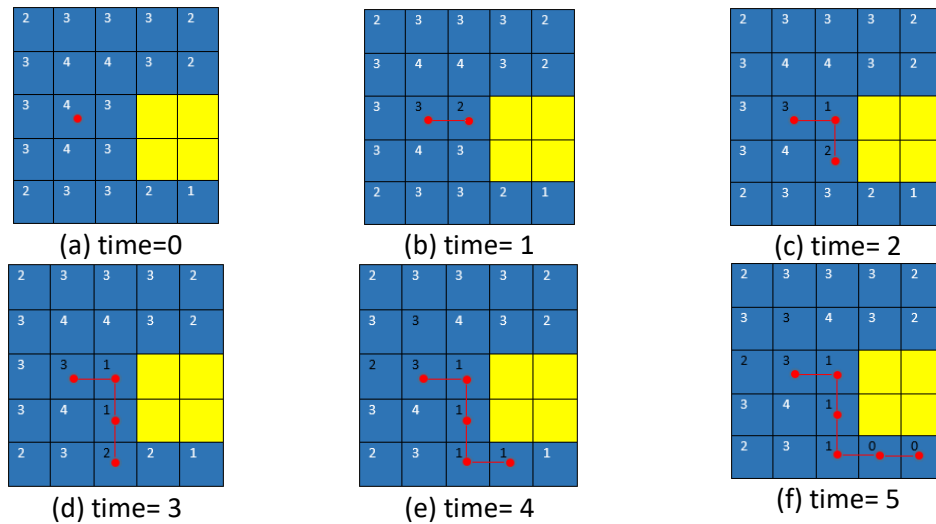 2 3 3 3 2
3 4 4 3 2
3 4 3
3 4 3
2 3 3 2 1
(a) time=0
2 3 3 3 2
3 4 4 3 2
3 3 2
3 4 3
2 3 3 2 1
(b) time= 1
2 3 3 3 2
3 4 4 3 2
3 3 1
3 4 2
2 3 3 2 1
(c) time= 2
2 3 3 3 2
3 4 4 3 2
3 3 1
3 4 1
2 3 2 2 1
(d) time= 3
2 3 3 3 2
3 3 4 3 2
2 3 1
3 4 1
2 3 1 1 1
(e) time= 4
2 3 3 3 2
3 3 4 3 2
2 3 1
3 4 1
2 3 1 0 0
(f) time= 5